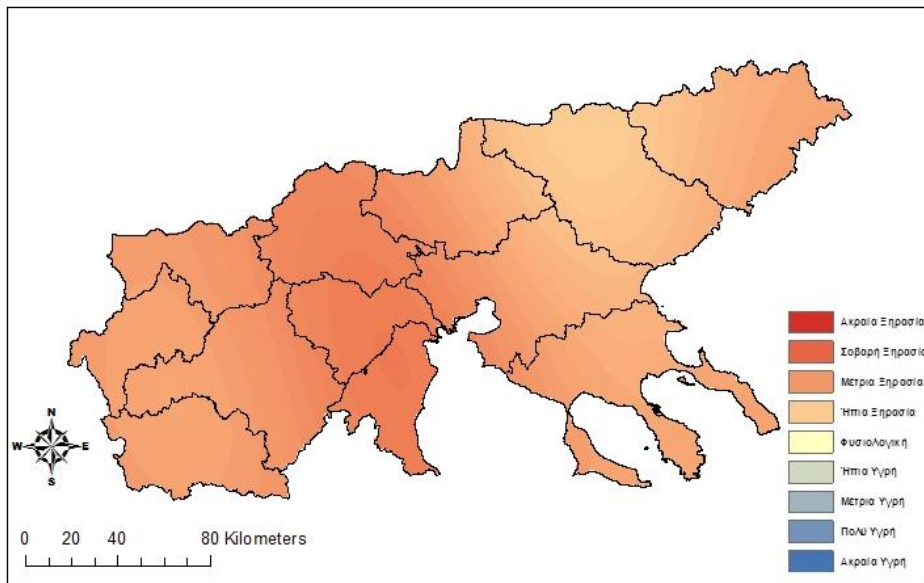 N
W E
S
0 20 40 80 Kilometers
Ακραία Ξηρασία
Σοβαρή Ξηρασία
Μέτρια Ξηρασία
Ήπια Ξηρασία
Φυσιολογική
Ήπια Υγρή
Μέτρια Υγρή
Πολύ Υγρή
Ακραία Υγρή